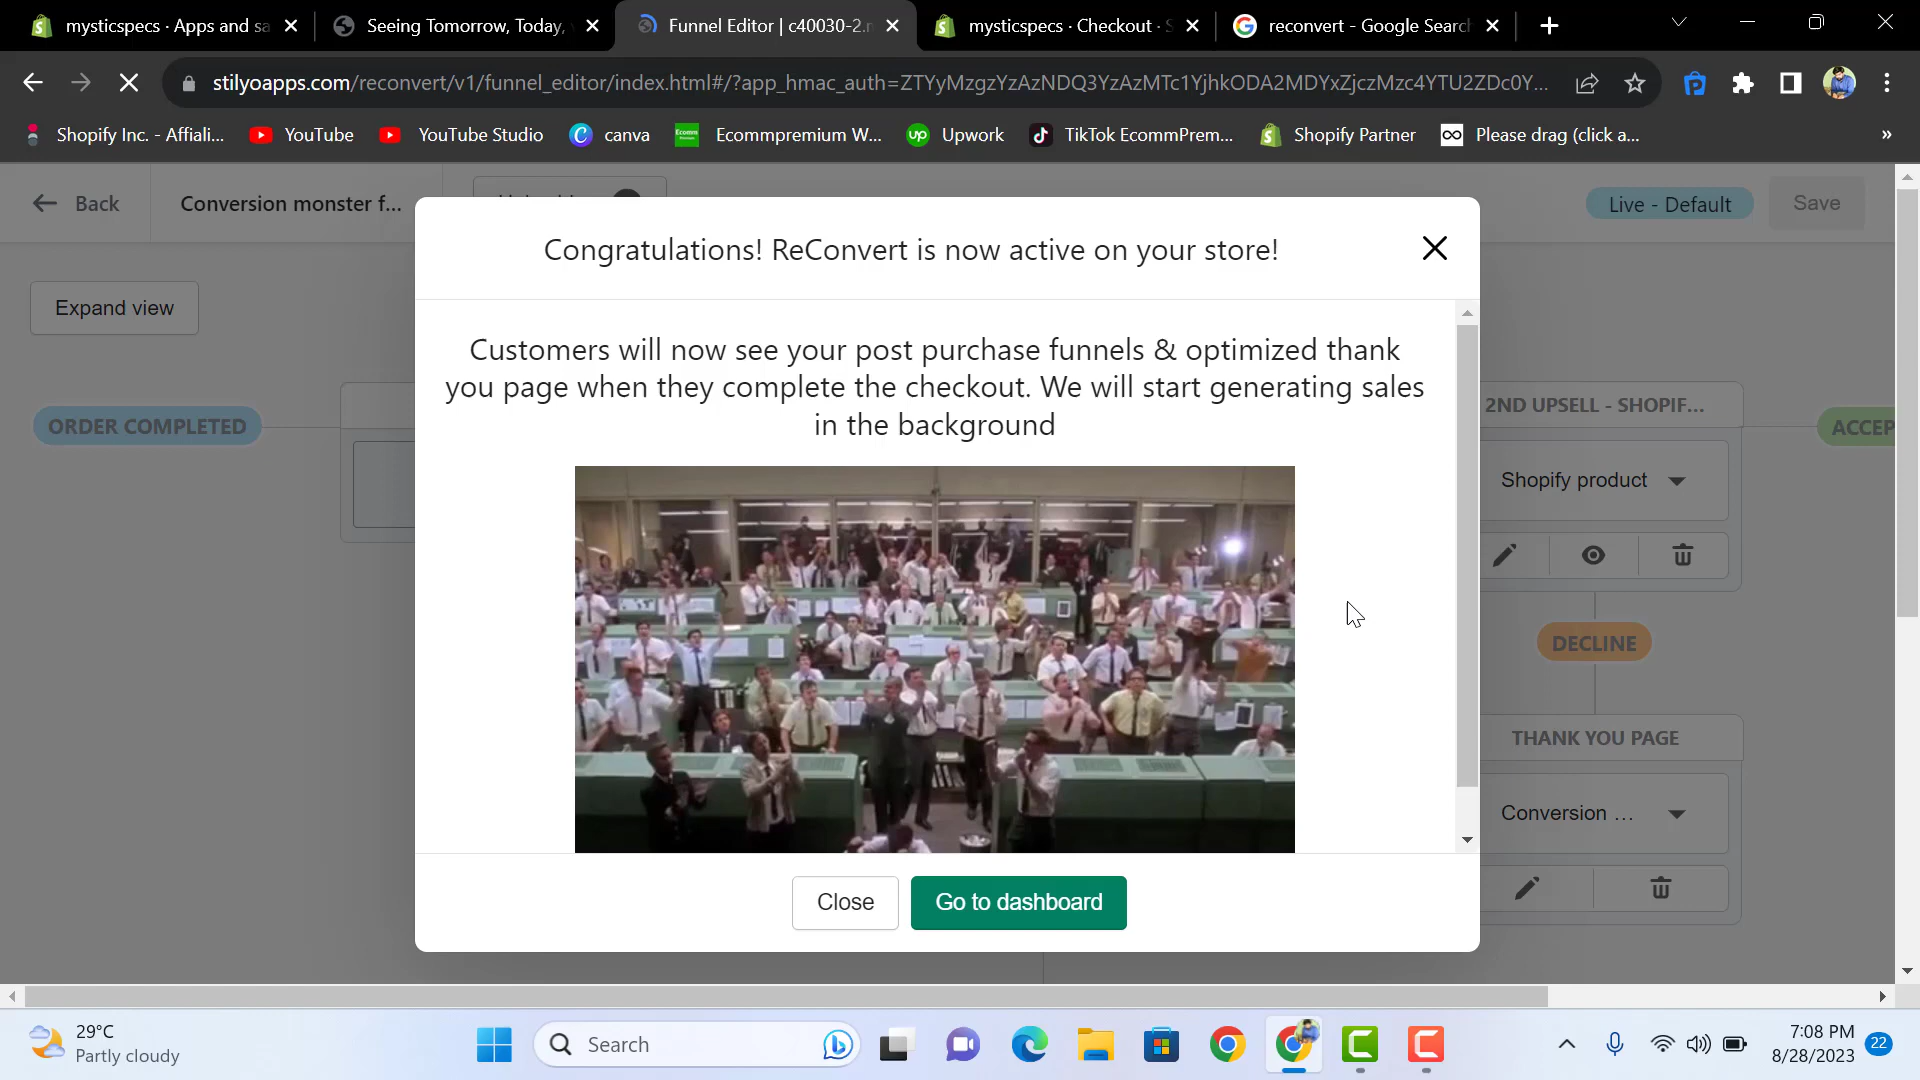 mysticspecs · Apps and sa
Seeing Tomorrow, Today,
Funnel Editor | c40030-2.m
mysticspecs · Checkout · S
reconvert - Google Search
stilyoapps.com/reconvert/v1/funnel_editor/index.html#/?app_hmac_auth=ZTYyMzgzYzAzNDQ3YzAzMTc1YjhkODA2MDYxZjczMzc4YTU2ZDc0Y...
Shopify Inc. - Affiali...
YouTube
YouTube Studio
canva
Ecommpremium W...
Upwork
TikTok EcommPrem...
Shopify Partner
Please drag (click a...
»
Back
Conversion monster f...
Live - Default
Save
Congratulations! ReConvert is now active on your store!
Expand view
Customers will now see your post purchase funnels & optimized thank
you page when they complete the checkout. We will start generating sales
in the background
ORDER COMPLETED
2ND UPSELL - SHOPIF...
ACCEP
Shopify product
DECLINE
THANK YOU PAGE
Conversion ...
Close
Go to dashboard
29°C
Partly cloudy
Search
7:08 PM
8/28/2023
22